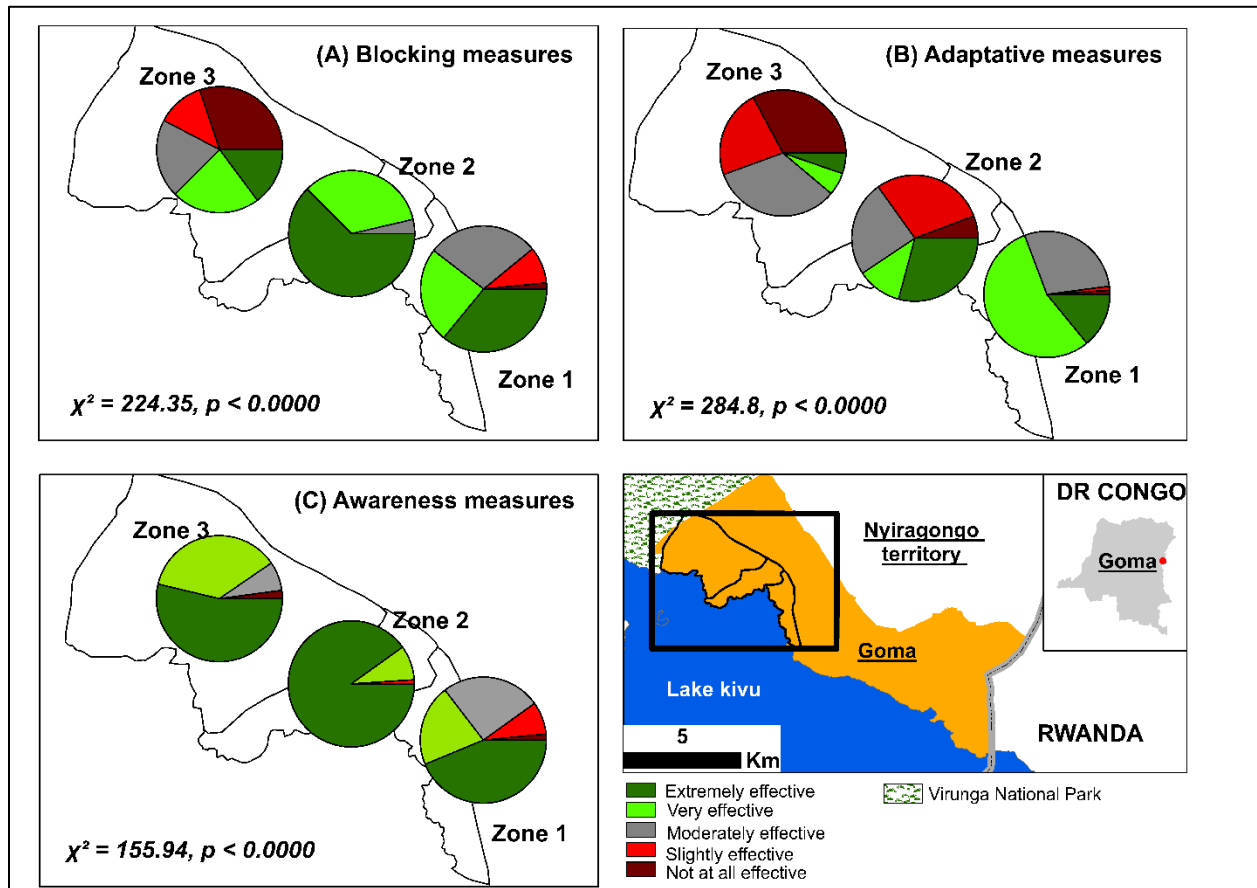 (A) Blocking measures
Zone 3
Zone 2
Zone 1
χ² = 224.35, p < 0.0000
(B) Adaptative measures
Zone 3
Zone 2
Zone 1
χ² = 284.8, p < 0.0000
(C) Awareness measures
Zone 3
Zone 2
Zone 1
χ² = 155.94, p < 0.0000
DR CONGO
Nyiragongo
territory
Goma
Goma
Lake kivu
RWANDA
5
Km
Extremely effective
Very effective
Moderately effective
Slightly effective
Not at all effective
Virunga National Park